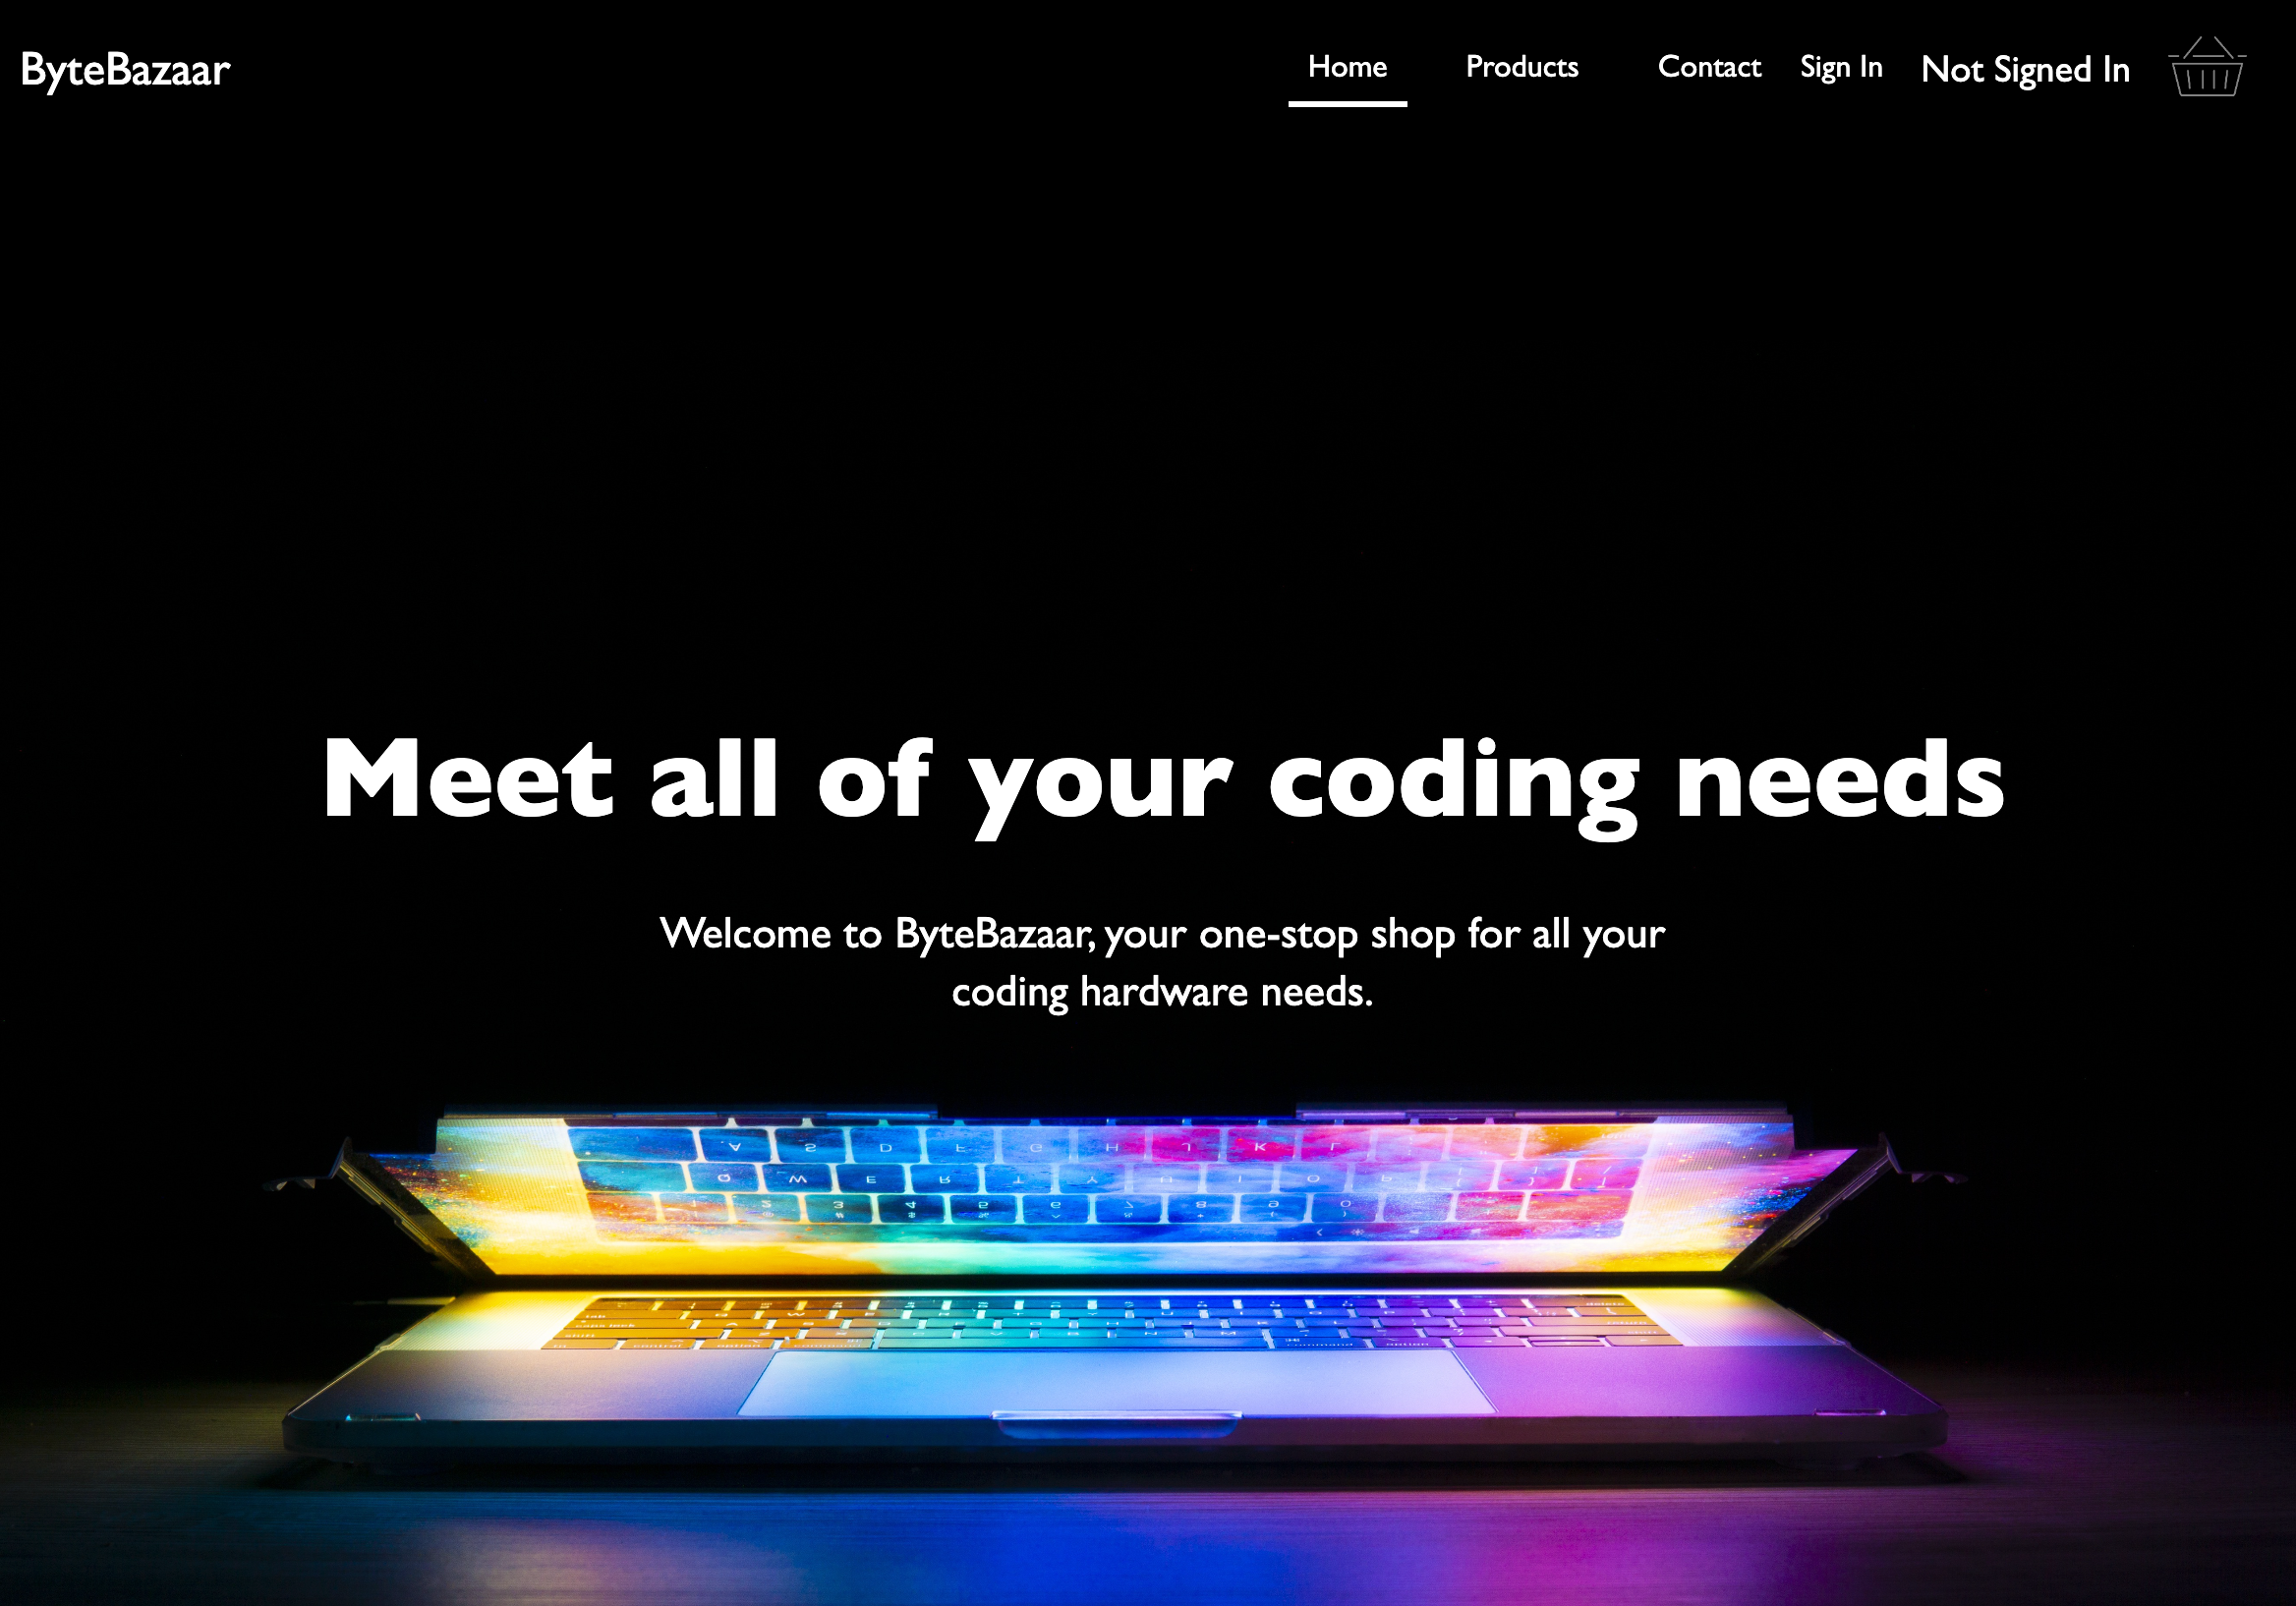 ByteBazaar
Home Products Contact Sign In Not Signed In
Meet all of your coding needs
Welcome to ByteBazaar, your one-stop shop for all your
coding hardware needs.